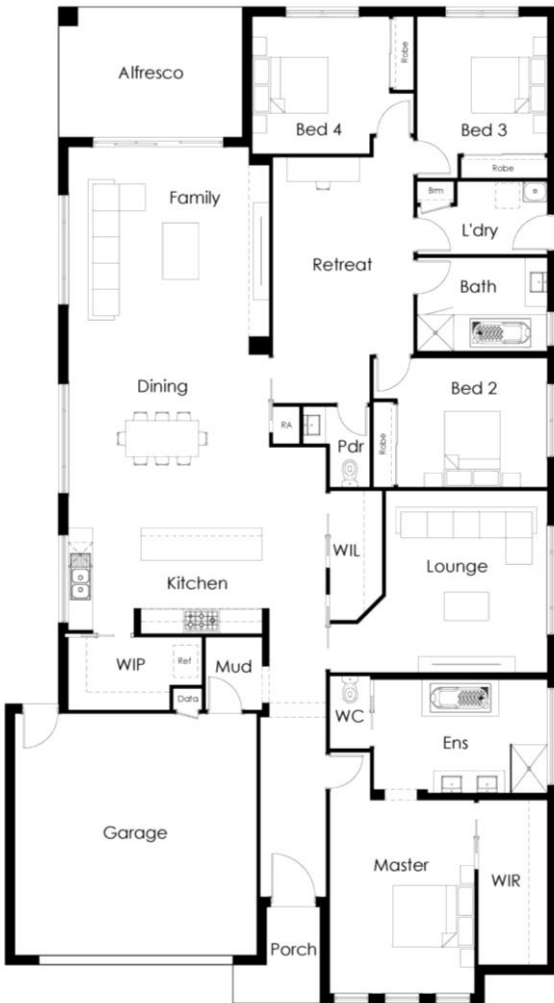 Alfresco
Bed 4
Robe
Bed 3
Robe
Family
Brm
L'dry
Retreat
Bath
Dining
Bed 2
RA
Pdr
Robe
WIL
Lounge
Kitchen
WIP
Ref
Mud
Data
WC
Ens
Garage
Master
WIR
Porch